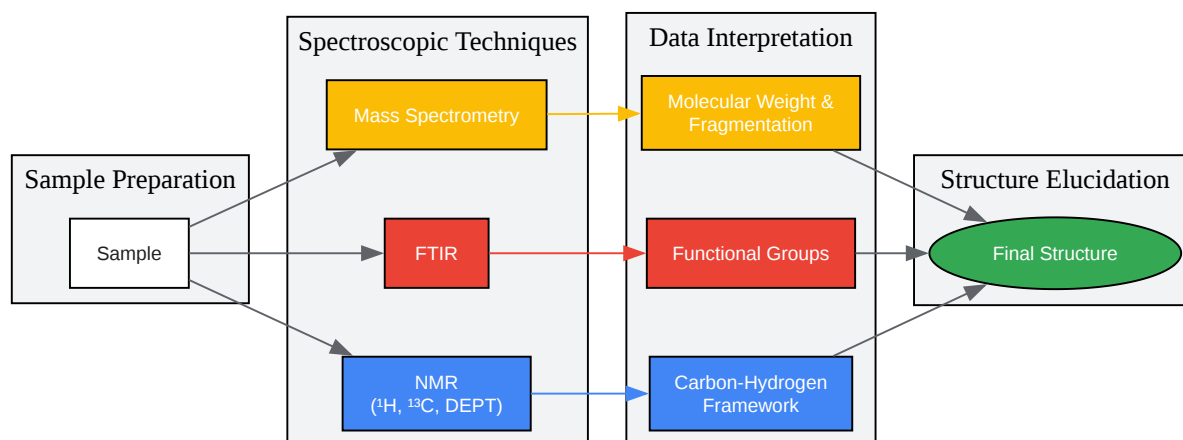 Sample Preparation
Sample
Spectroscopic Techniques
Mass Spectrometry
FTIR
NMR
(¹H, ¹³C, DEPT)
Data Interpretation
Molecular Weight &
Fragmentation
Functional Groups
Carbon-Hydrogen
Framework
Structure Elucidation
Final Structure